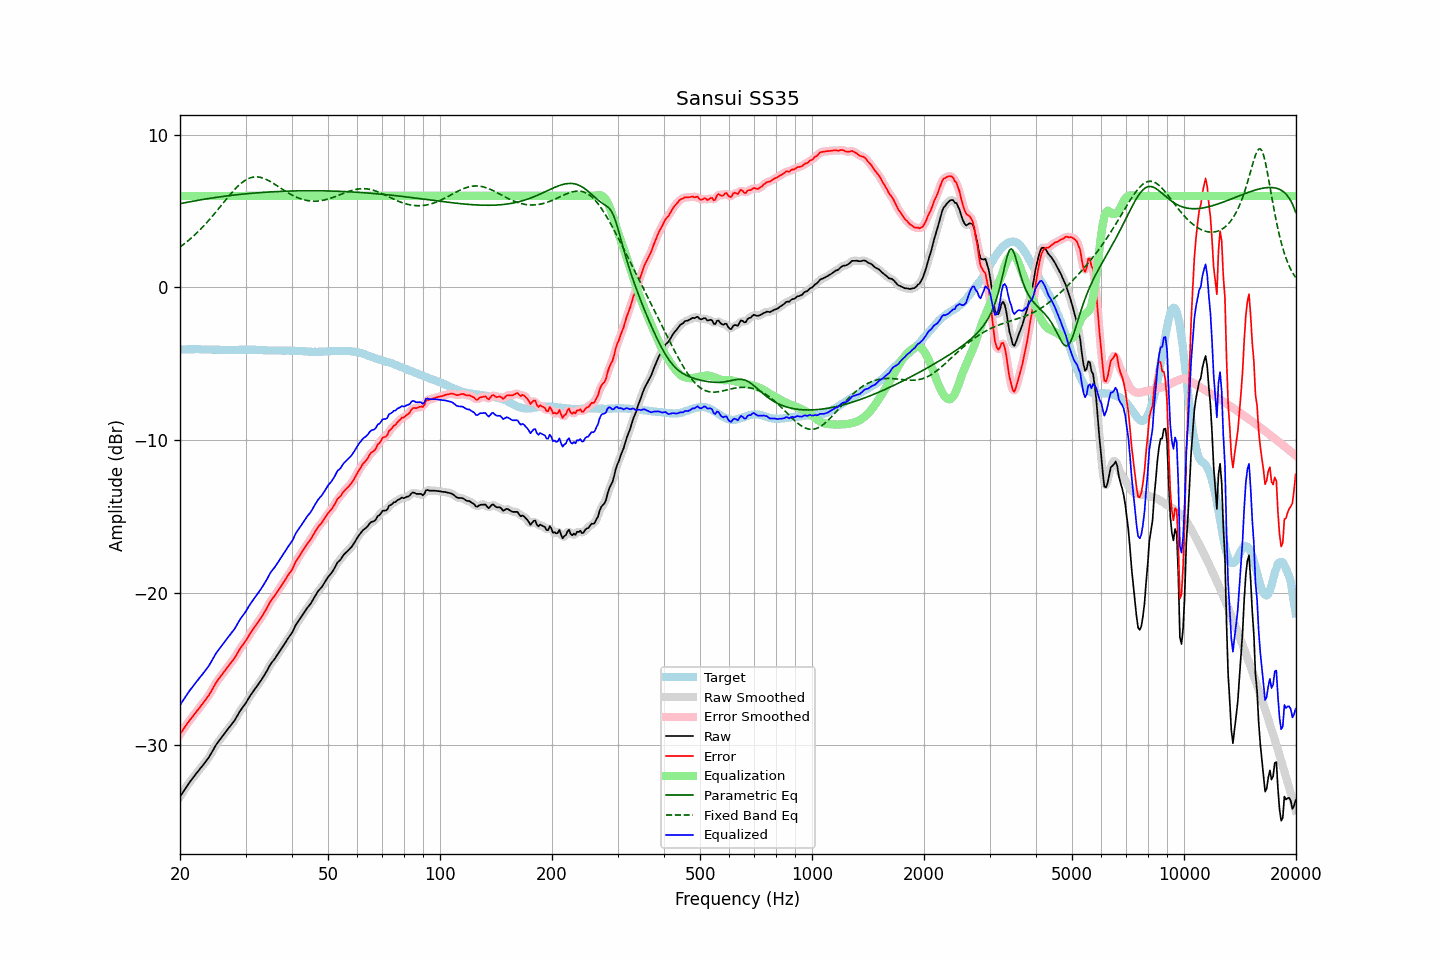 Sansui SS35
Amplitude (dBr)
10
0
−10
−20
−30
Target
Raw Smoothed
Error Smoothed
Raw
Error
Equalization
Parametric Eq
Fixed Band Eq
Equalized
20 50 100 200 500 1000 2000 5000 10000 20000
Frequency (Hz)